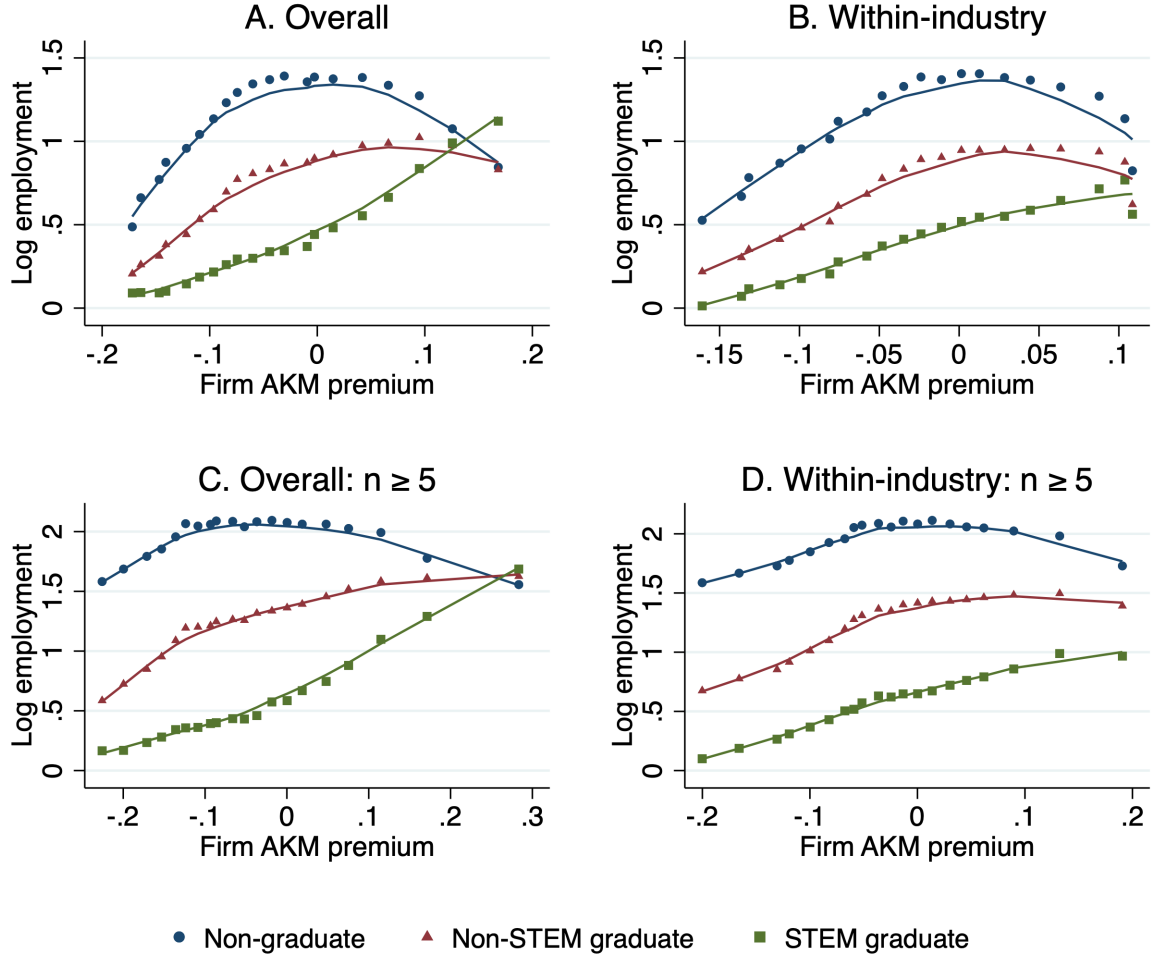 A. Overall
Log employment
0
.5
1
1.5
-.2
-.1
0
.1
.2
Firm AKM premium
B. Within-industry
Log employment
0
.5
1
1.5
-.15
-.1
-.05
0
.05
.1
Firm AKM premium
C. Overall: n ≥ 5
Log employment
0
.5
1
1.5
2
-.2
-.1
0
.1
.2
.3
Firm AKM premium
D. Within-industry: n ≥ 5
Log employment
0
.5
1
1.5
2
-.2
-.1
0
.1
.2
Firm AKM premium
Non-graduate
Non-STEM graduate
STEM graduate